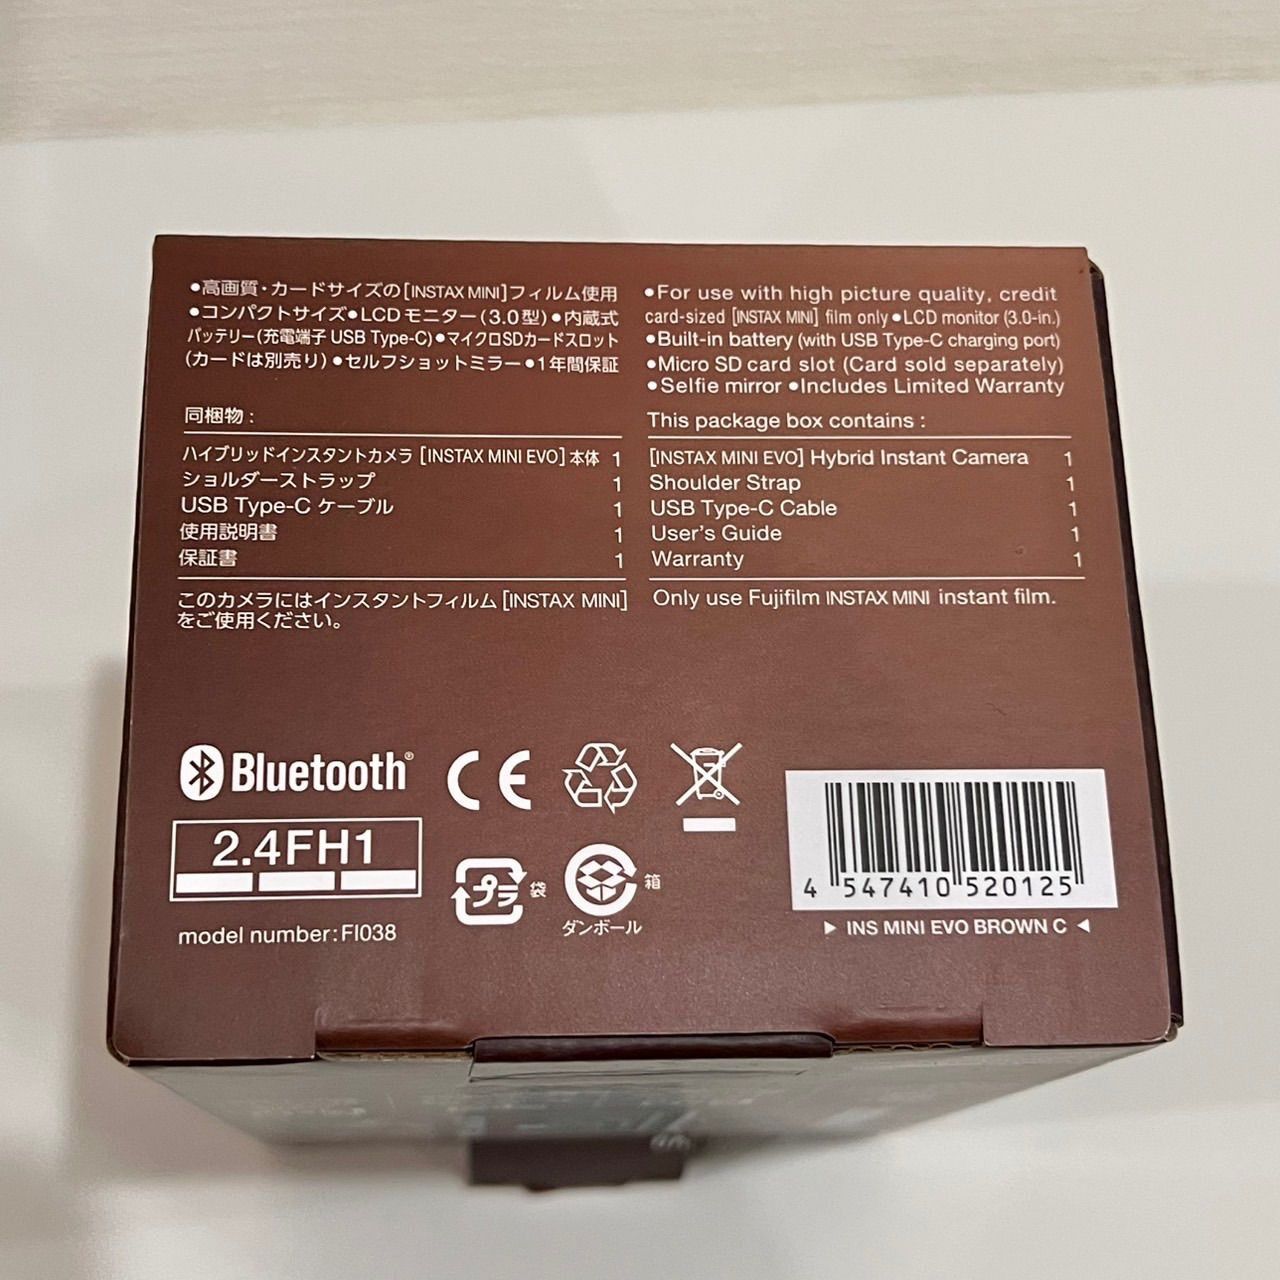 ●高画質・カードサイズの[INSTAX MINI]フィルム使用
●コンパクトサイズ●LCDモニター(3.0型)●内蔵式
バッテリー(充電端子 USB Type-C)●マイクロSDカードスロット
(カードは別売り)●セルフショットミラー●1年間保証
同梱物:
ハイブリッドインスタントカメラ [INSTAX MINI EVO]本体 1
ショルダーストラップ 1
USB Type-C ケーブル 1
使用説明書 1
保証書 1
このカメラにはインスタントフィルム[INSTAX MINI]
をご使用ください。
●For use with high picture quality, credit
card-sized [INSTAX MINI] film only●LCD monitor (3.0-in.)
●Built-in battery (with USB Type-C charging port)
●Micro SD card slot (Card sold separately)
●Selfie mirror●Includes Limited Warranty
This package box contains:
[INSTAX MINI EVO] Hybrid Instant Camera 1
Shoulder Strap 1
USB Type-C Cable 1
User's Guide 1
Warranty 1
Only use Fujifilm INSTAX MINI instant film.
Bluetooth®
CE
2.4FH1
model number:FI038
プラ
袋
箱
ダンボール
4 547410 520125
▶ INS MINI EVO BROWN C ◀